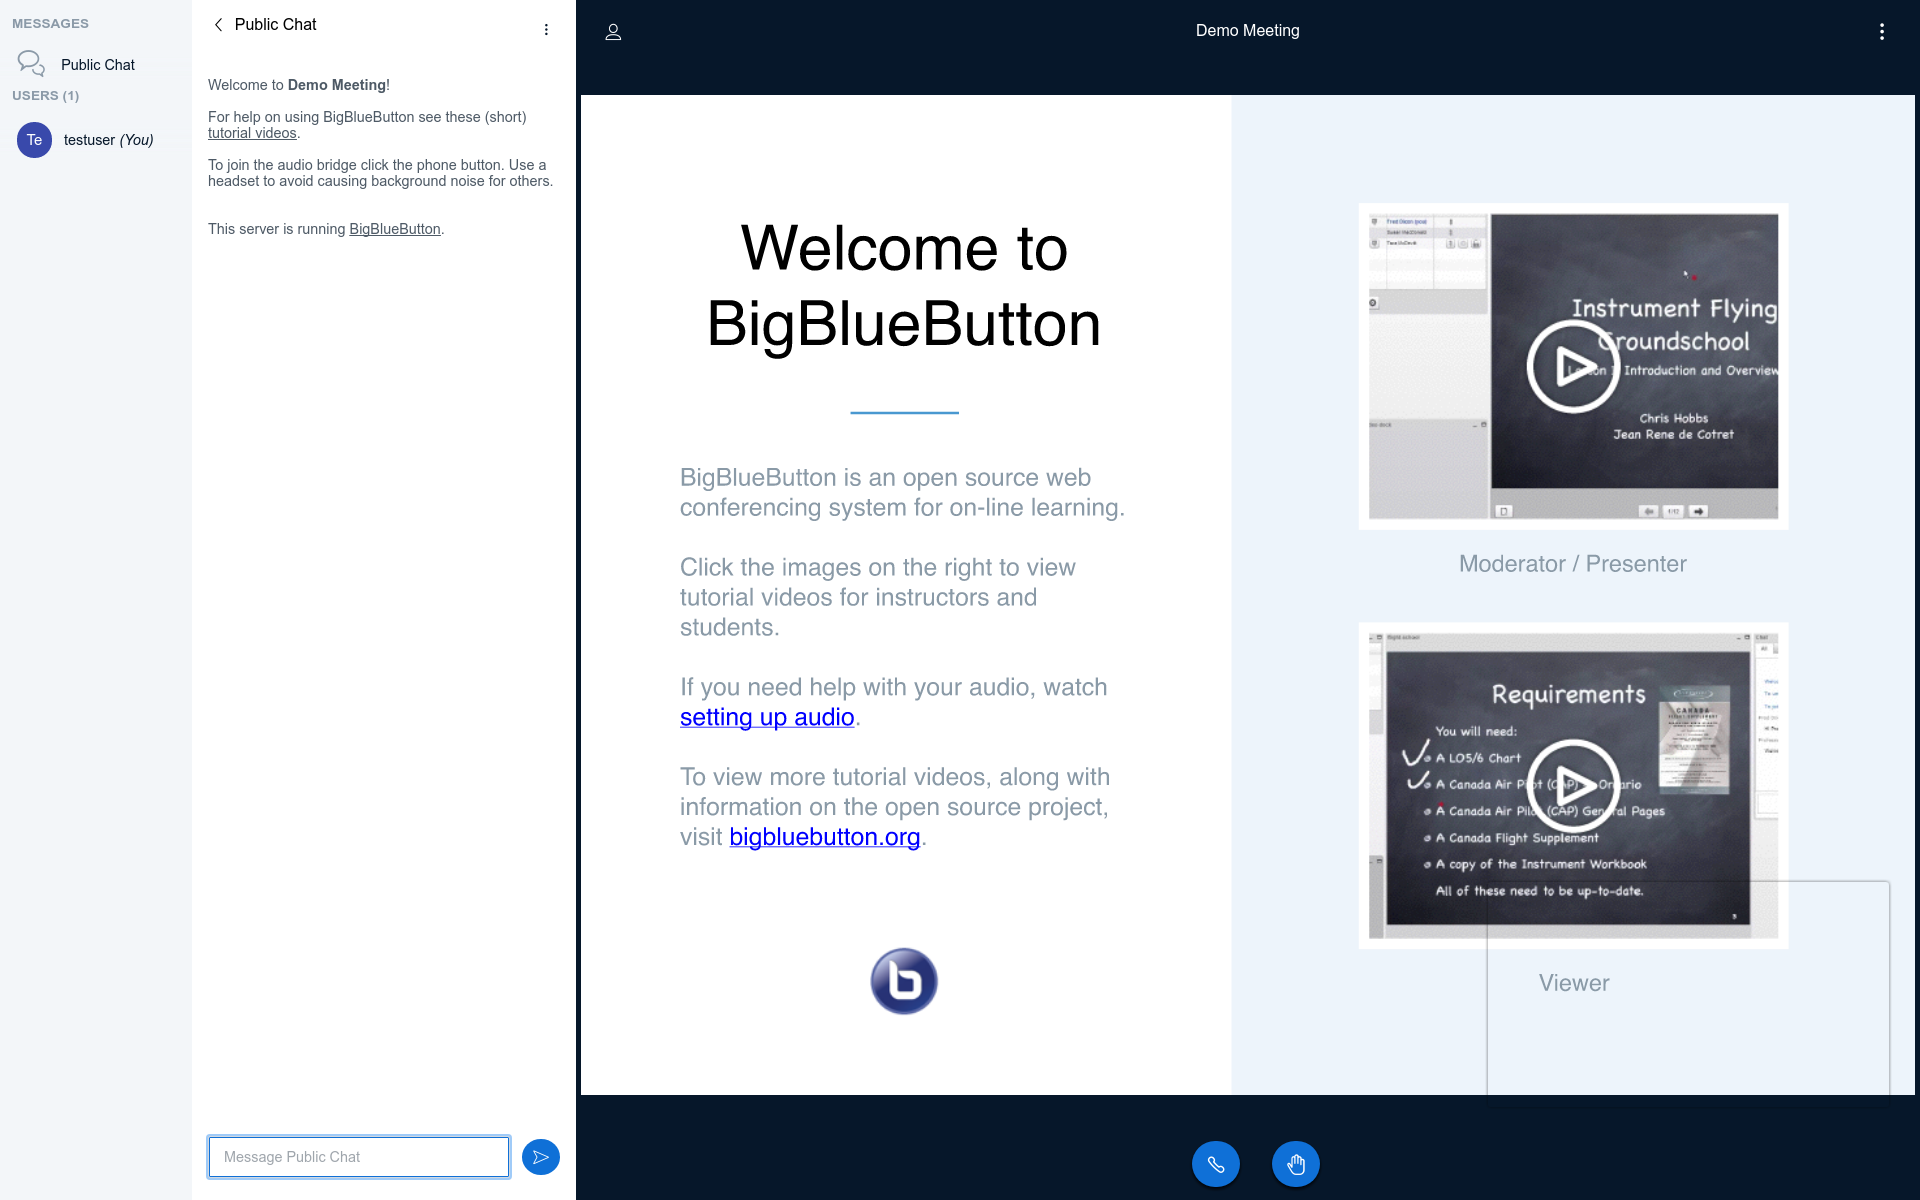 MESSAGES
Public Chat
USERS (1)
Te
testuser (You)
Public Chat
Welcome to Demo Meeting!
For help on using BigBlueButton see these (short)
tutorial videos.
To join the audio bridge click the phone button. Use a
headset to avoid causing background noise for others.
This server is running BigBlueButton.
Message Public Chat
Demo Meeting
Welcome to
BigBlueButton
BigBlueButton is an open source web
conferencing system for on-line learning.
Click the images on the right to view
tutorial videos for instructors and
students.
If you need help with your audio, watch
setting up audio.
To view more tutorial videos, along with
information on the open source project,
visit bigbluebutton.org.
b
Instrument Flying
Groundschool
Introduction and Overview
Chris Hobbs
Jean Rene de Cotret
1/12
Moderator / Presenter
Requirements
You will need:
A LO5/6 Chart
A Canada Air Pilot (CAP) Ontario
A Canada Air Pilot (CAP) General Pages
A Canada Flight Supplement
A copy of the Instrument Workbook
All of these need to be up-to-date.
CANADA
FLIGHT SUPPLEMENT
Viewer